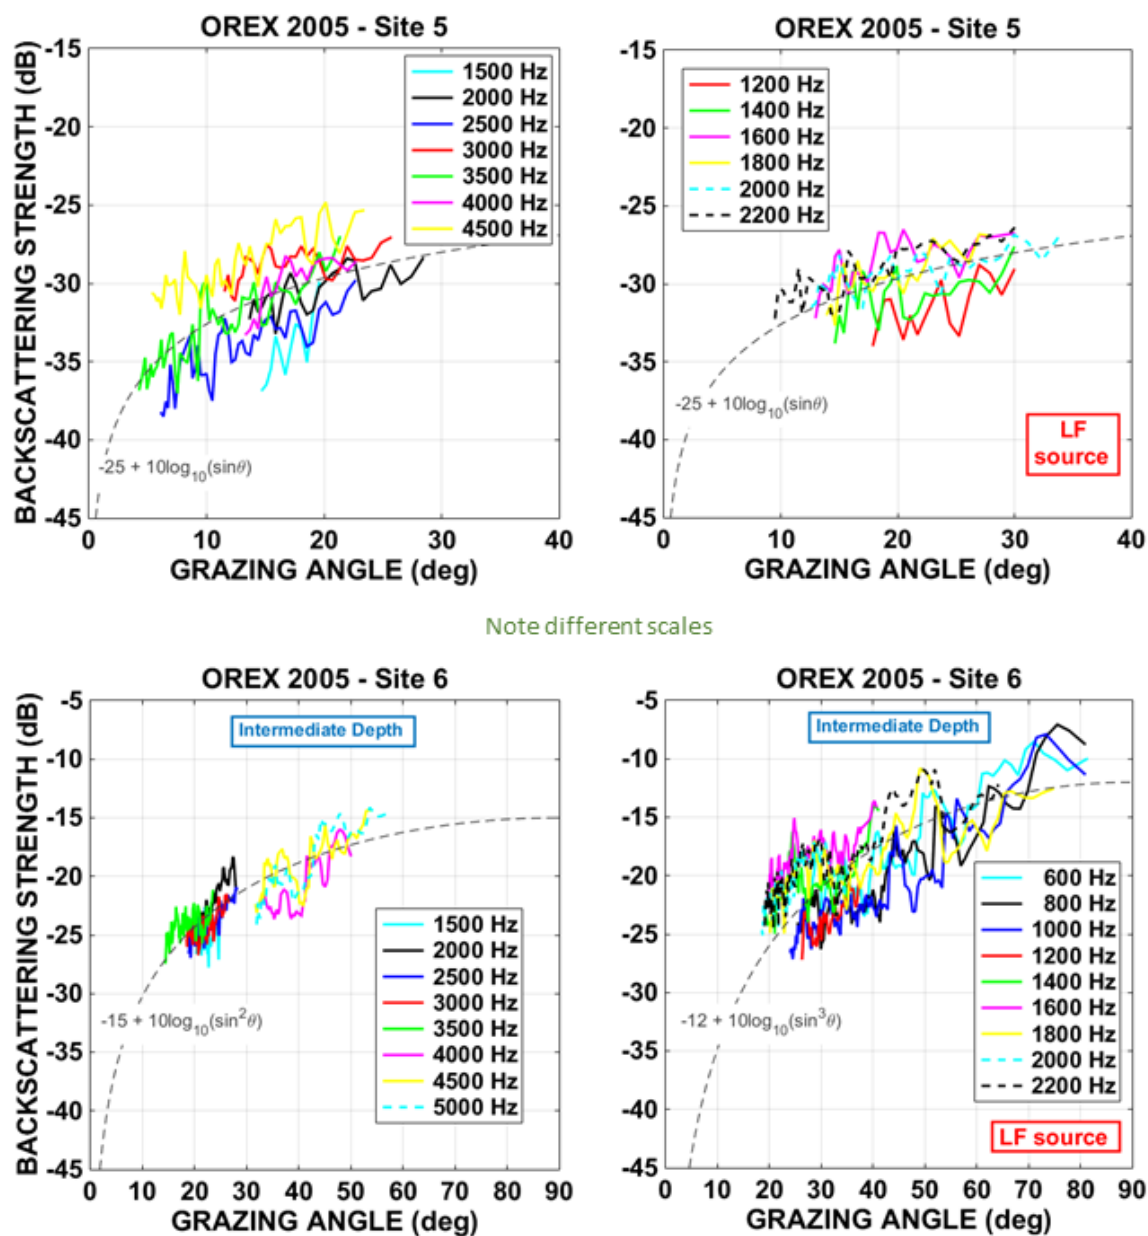 OREX 2005 - Site 5
BACKSCATTERING STRENGTH (dB)
-15
-20
-25
-30
-35
-40
-45
1500 Hz
2000 Hz
2500 Hz
3000 Hz
3500 Hz
4000 Hz
4500 Hz
-25 + 10log10(sinθ)
0 10 20 30 40
GRAZING ANGLE (deg)
OREX 2005 - Site 5
-15
-20
-25
-30
-35
-40
-45
1200 Hz
1400 Hz
1600 Hz
1800 Hz
2000 Hz
2200 Hz
-25 + 10log10(sinθ)
LF
source
0 10 20 30 40
GRAZING ANGLE (deg)
Note different scales
OREX 2005 - Site 6
BACKSCATTERING STRENGTH (dB)
-5
-10
-15
-20
-25
-30
-35
-40
-45
Intermediate Depth
1500 Hz
2000 Hz
2500 Hz
3000 Hz
3500 Hz
4000 Hz
4500 Hz
5000 Hz
-15 + 10log10(sin²θ)
0 10 20 30 40 50 60 70 80 90
GRAZING ANGLE (deg)
OREX 2005 - Site 6
-5
-10
-15
-20
-25
-30
-35
-40
-45
Intermediate Depth
600 Hz
800 Hz
1000 Hz
1200 Hz
1400 Hz
1600 Hz
1800 Hz
2000 Hz
2200 Hz
-12 + 10log10(sin³θ)
LF source
0 10 20 30 40 50 60 70 80 90
GRAZING ANGLE (deg)